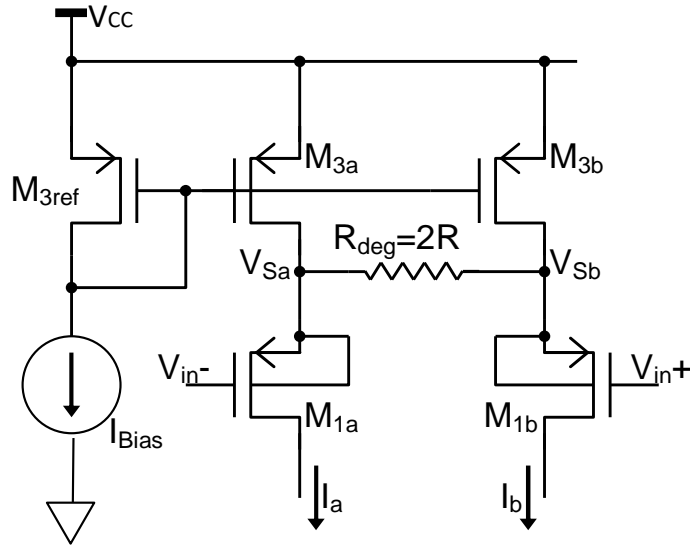 VCC
M3ref
M3a
M3b
Rdeg=2R
VSa
VSb
Vin-
Vin+
M1a
M1b
IBias
Ia
Ib